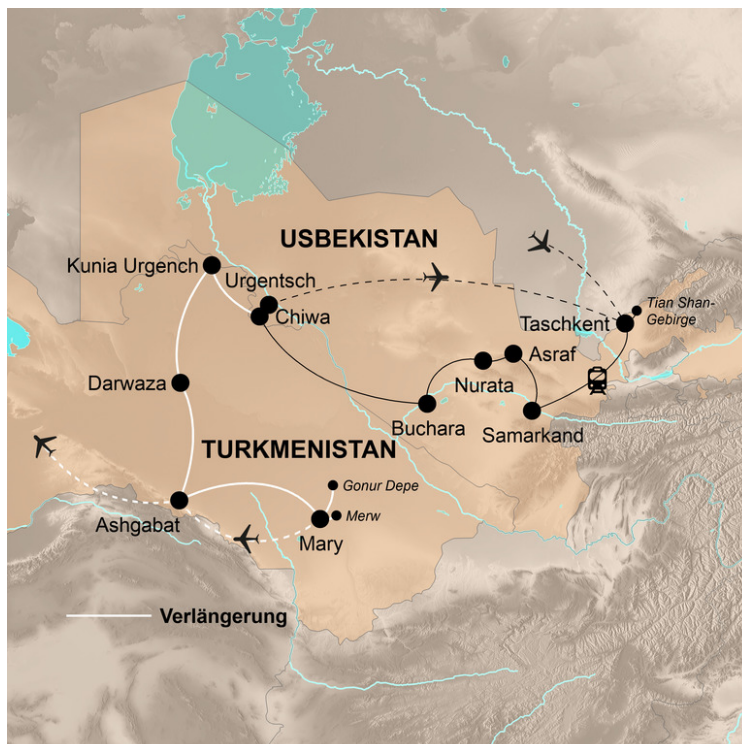 USBEKISTAN
Kunia Urgench
Urgentsch
Chiwa
Tian Shan-
Gebirge
Taschkent
Asraf
Nurata
Darwaza
Buchara
Samarkand
TURKMENISTAN
Gonur Depe
Ashgabat
Merw
Mary
Verlängerung